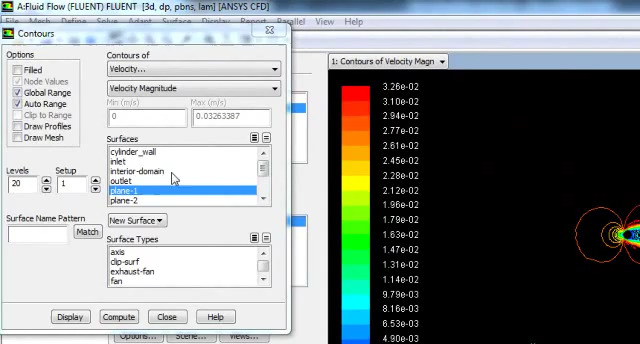 A:Fluid Flow (FLUENT) FLUENT [3d, dp, pbns, lam] [ANSYS CFD]
File Mesh Define Solve Adapt Surface Display Report Parallel View Help
Contours
Options
Filled
Node Values
Global Range
Auto Range
Clip to Range
Draw Profiles
Draw Mesh
Levels
20
Setup
1
Surface Name Pattern
Match
Contours of
Velocity...
Velocity Magnitude
Min (m/s)
0
Max (m/s)
0.03263387
Surfaces
cylinder_wall
inlet
interior-domain
outlet
plane-1
plane-2
New Surface
Surface Types
axis
clip-surf
exhaust-fan
fan
Display
Compute
Close
Help
Options...
Scene...
Views...
1: Contours of Velocity Magn
3.26e-02
3.10e-02
2.94e-02
2.77e-02
2.61e-02
2.45e-02
2.28e-02
2.12e-02
1.96e-02
1.79e-02
1.63e-02
1.47e-02
1.31e-02
1.14e-02
9.79e-03
8.16e-03
6.53e-03
4.90e-03